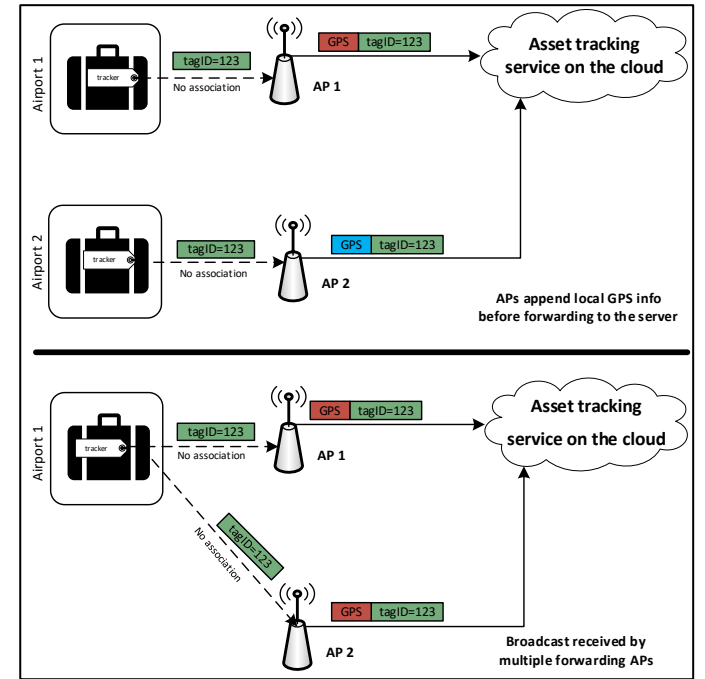 Airport 1
tracker
tagID=123
No association
AP 1
GPS tagID=123
Asset tracking
service on the cloud
Airport 2
tracker
tagID=123
No association
AP 2
GPS tagID=123
APs append local GPS info
before forwarding to the server
Airport 1
tracker
tagID=123
No association
AP 1
GPS tagID=123
Asset tracking
service on the cloud
tagID=123
No association
AP 2
GPS tagID=123
Broadcast received by
multiple forwarding APs